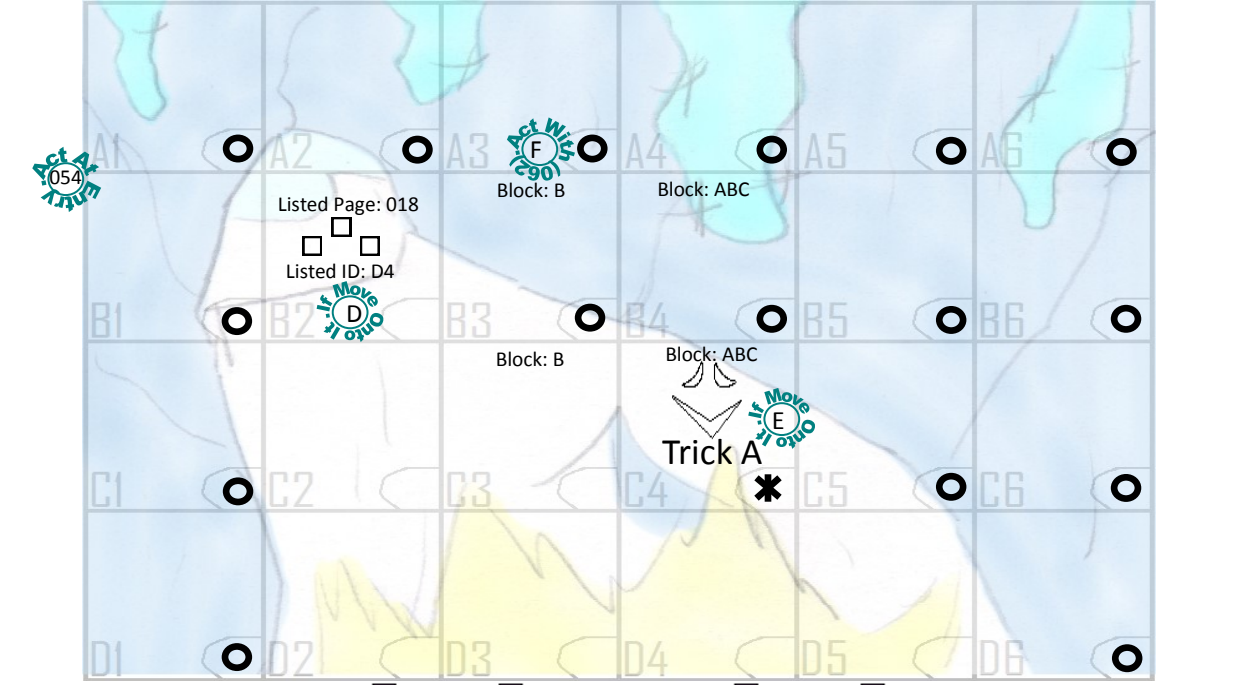 A1
A2
A3
A4
A5
A6
Act At Entry.
054
Act With (062).
F
Block: B
Block: ABC
Listed Page: 018
Listed ID: D4
B1
B2
B3
B4
B5
B6
If Move Onto It.
D
Block: B
Block: ABC
If Move Onto It.
E
Trick A
C1
C2
C3
C4
C5
C6
D1
D2
D3
D4
D5
D6